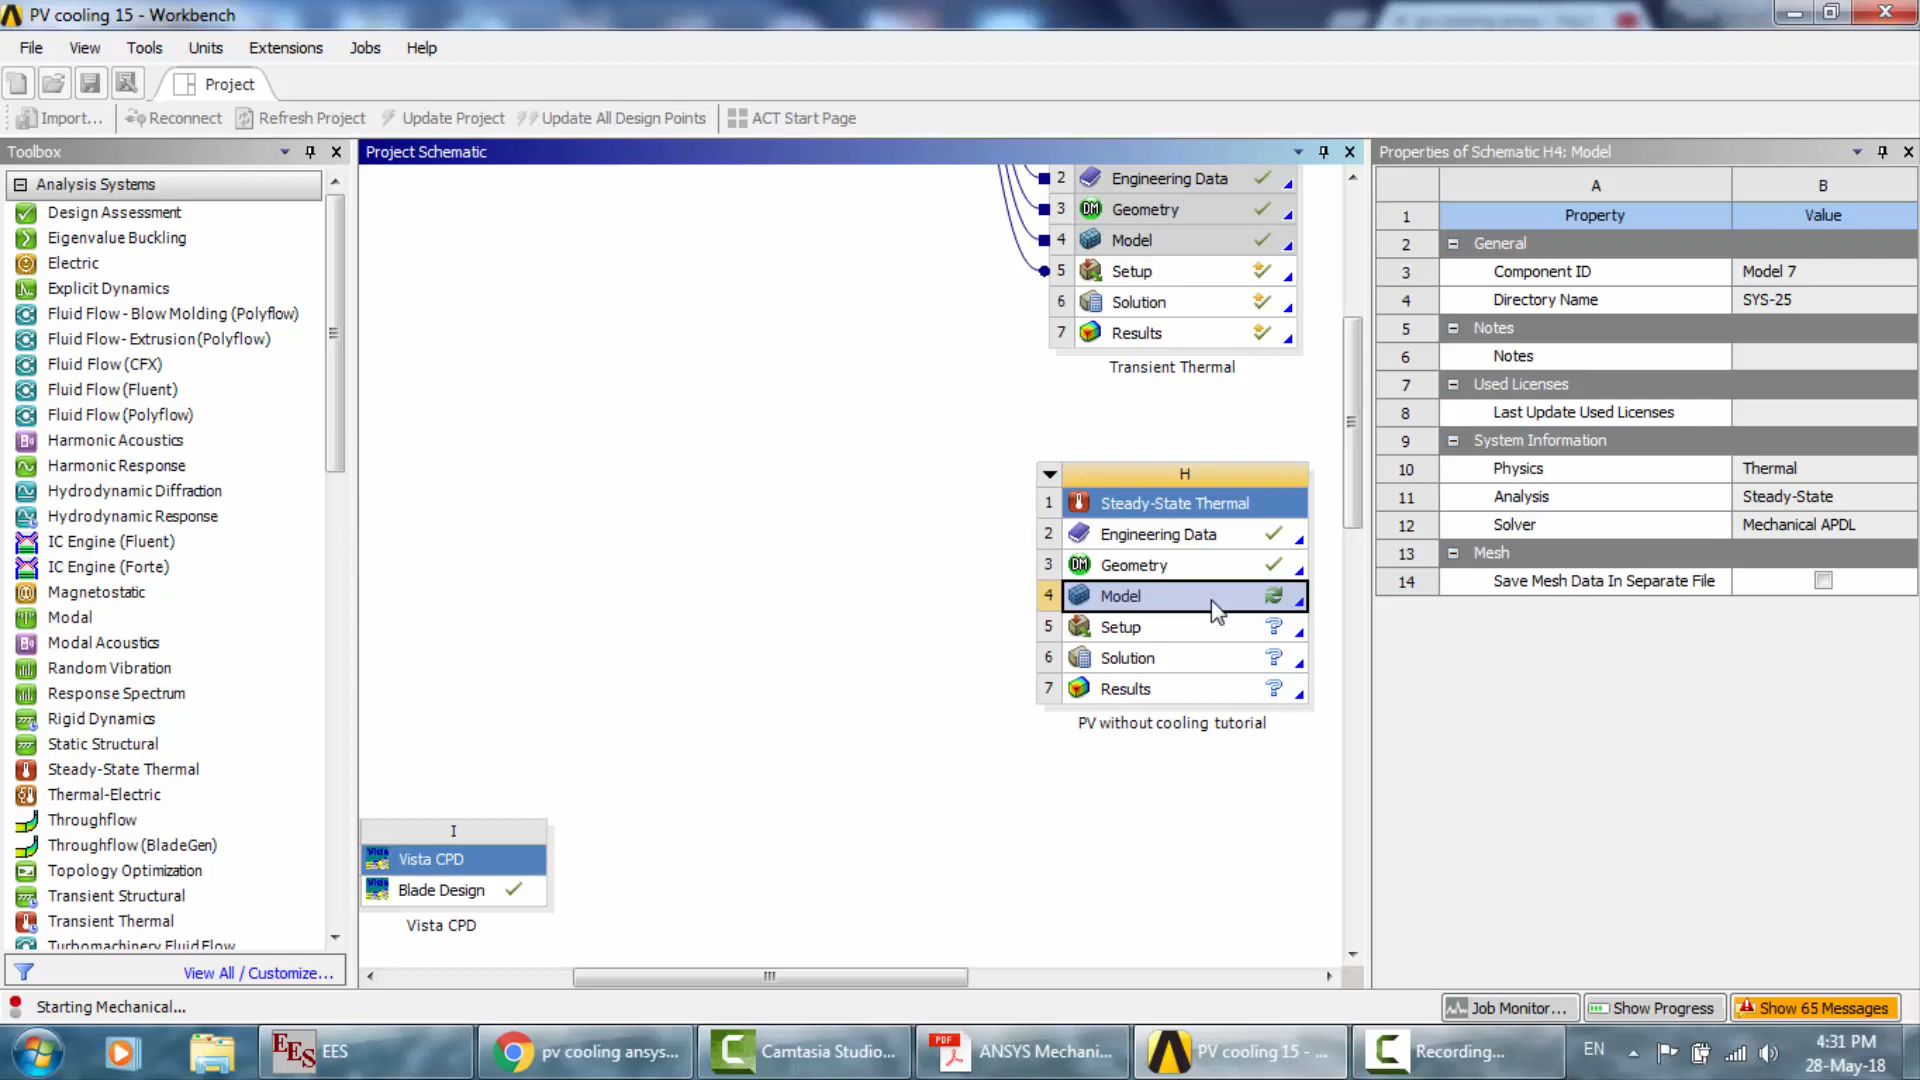 PV cooling 15 - Workbench
File View Tools Units Extensions Jobs Help
Project
Import... Reconnect Refresh Project Update Project Update All Design Points ACT Start Page
Toolbox
Analysis Systems
Design Assessment
Eigenvalue Buckling
Electric
Explicit Dynamics
Fluid Flow - Blow Molding (Polyflow)
Fluid Flow - Extrusion (Polyflow)
Fluid Flow (CFX)
Fluid Flow (Fluent)
Fluid Flow (Polyflow)
Harmonic Acoustics
Harmonic Response
Hydrodynamic Diffraction
Hydrodynamic Response
IC Engine (Fluent)
IC Engine (Forte)
Magnetostatic
Modal
Modal Acoustics
Random Vibration
Response Spectrum
Rigid Dynamics
Static Structural
Steady-State Thermal
Thermal-Electric
Throughflow
Throughflow (BladeGen)
Topology Optimization
Transient Structural
Transient Thermal
Turbomachinery Fluid Flow
View All / Customize...
Project Schematic
2 Engineering Data
3 DM Geometry
4 Model
5 Setup
6 Solution
7 Results
Transient Thermal
H
1 Steady-State Thermal
2 Engineering Data
3 DM Geometry
4 Model
5 Setup
6 Solution
7 Results
PV without cooling tutorial
I
Vista CPD
Blade Design
Vista CPD
Properties of Schematic H4: Model
A B
1 Property Value
2 General
3 Component ID Model 7
4 Directory Name SYS-25
5 Notes
6 Notes
7 Used Licenses
8 Last Update Used Licenses
9 System Information
10 Physics Thermal
11 Analysis Steady-State
12 Solver Mechanical APDL
13 Mesh
14 Save Mesh Data In Separate File
Starting Mechanical...
Job Monitor... Show Progress Show 65 Messages
EES EES
pv cooling ansys...
Camtasia Studio...
PDF ANSYS Mechani...
PV cooling 15 - ...
Recording...
EN
4:31 PM
28-May-18